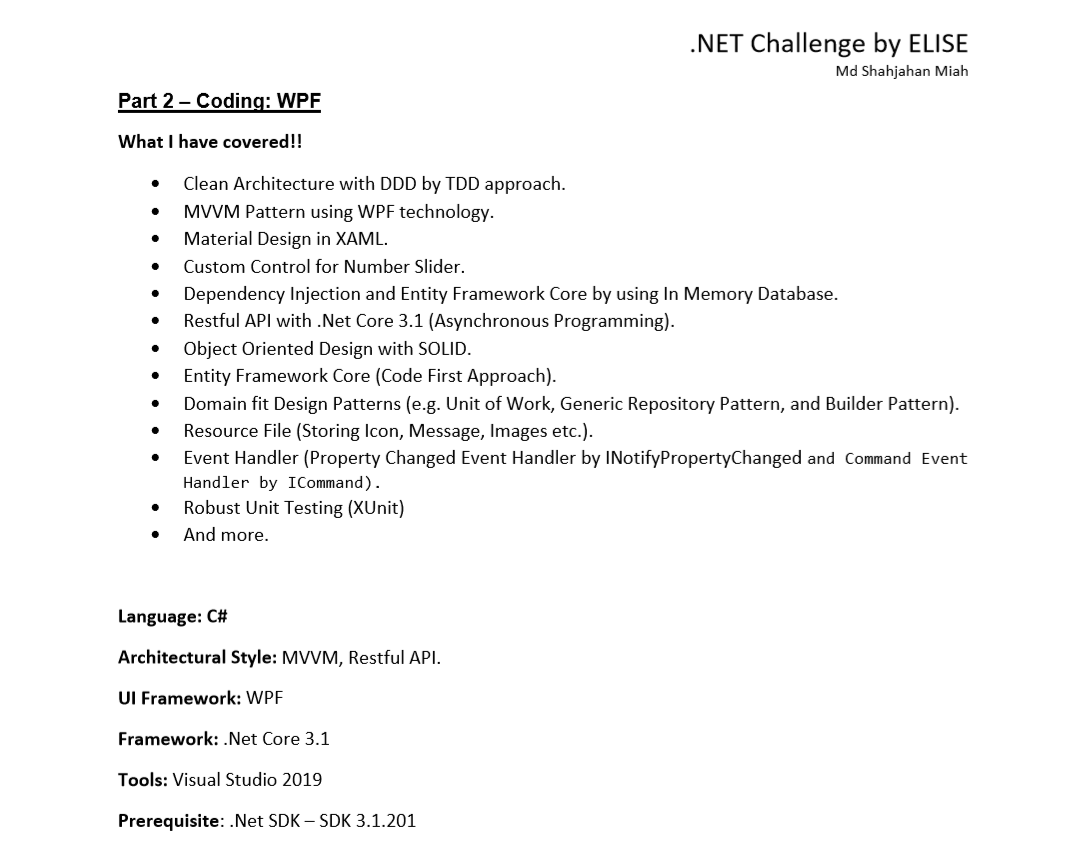 .NET Challenge by ELISE
Md Shahjahan Miah
Part 2 – Coding: WPF
What I have covered!!
• Clean Architecture with DDD by TDD approach.
• MVVM Pattern using WPF technology.
• Material Design in XAML.
• Custom Control for Number Slider.
• Dependency Injection and Entity Framework Core by using In Memory Database.
• Restful API with .Net Core 3.1 (Asynchronous Programming).
• Object Oriented Design with SOLID.
• Entity Framework Core (Code First Approach).
• Domain fit Design Patterns (e.g. Unit of Work, Generic Repository Pattern, and Builder Pattern).
• Resource File (Storing Icon, Message, Images etc.).
• Event Handler (Property Changed Event Handler by INotifyPropertyChanged and Command Event
Handler by ICommand).
• Robust Unit Testing (XUnit)
• And more.
Language: C#
Architectural Style: MVVM, Restful API.
UI Framework: WPF
Framework: .Net Core 3.1
Tools: Visual Studio 2019
Prerequisite: .Net SDK – SDK 3.1.201